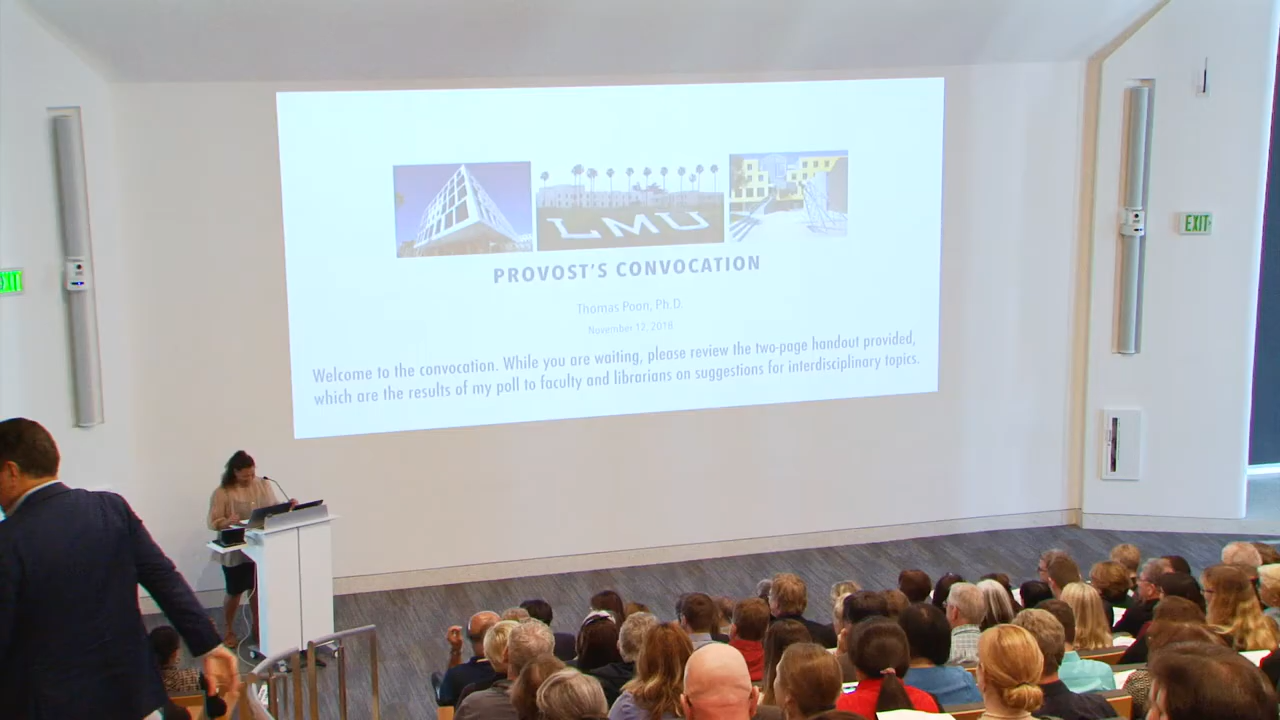 LMU
PROVOST'S CONVOCATION
Thomas Poon, Ph.D.
November 12, 2018
Welcome to the convocation. While you are waiting, please review the two-page handout provided,
which are the results of my poll to faculty and librarians on suggestions for interdisciplinary topics.
EXIT
EXIT